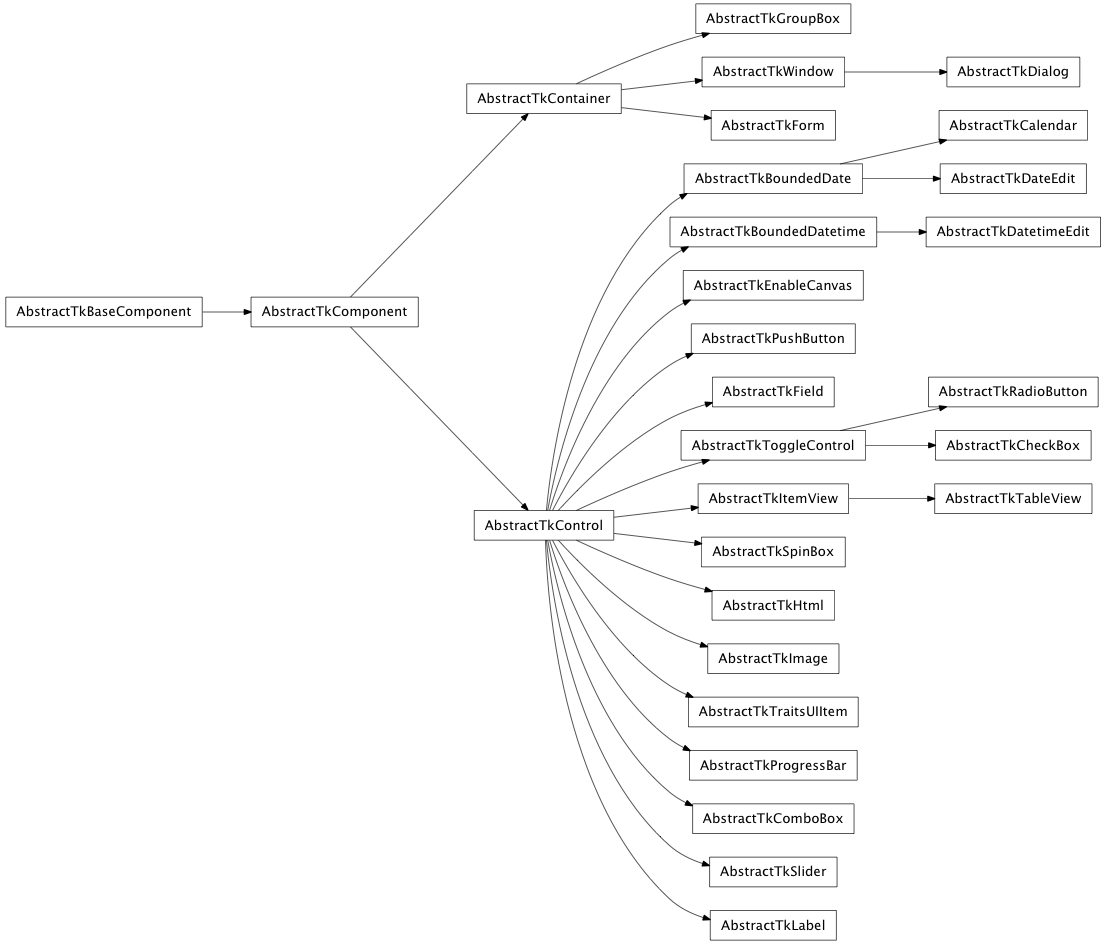 AbstractTkGroupBox
AbstractTkWindow
AbstractTkDialog
AbstractTkContainer
AbstractTkForm
AbstractTkCalendar
AbstractTkBoundedDate
AbstractTkDateEdit
AbstractTkBoundedDatetime
AbstractTkDatetimeEdit
AbstractTkEnableCanvas
AbstractTkBaseComponent
AbstractTkComponent
AbstractTkPushButton
AbstractTkField
AbstractTkRadioButton
AbstractTkToggleControl
AbstractTkCheckBox
AbstractTkItemView
AbstractTkTableView
AbstractTkControl
AbstractTkSpinBox
AbstractTkHtml
AbstractTkImage
AbstractTkTraitsUIItem
AbstractTkProgressBar
AbstractTkComboBox
AbstractTkSlider
AbstractTkLabel